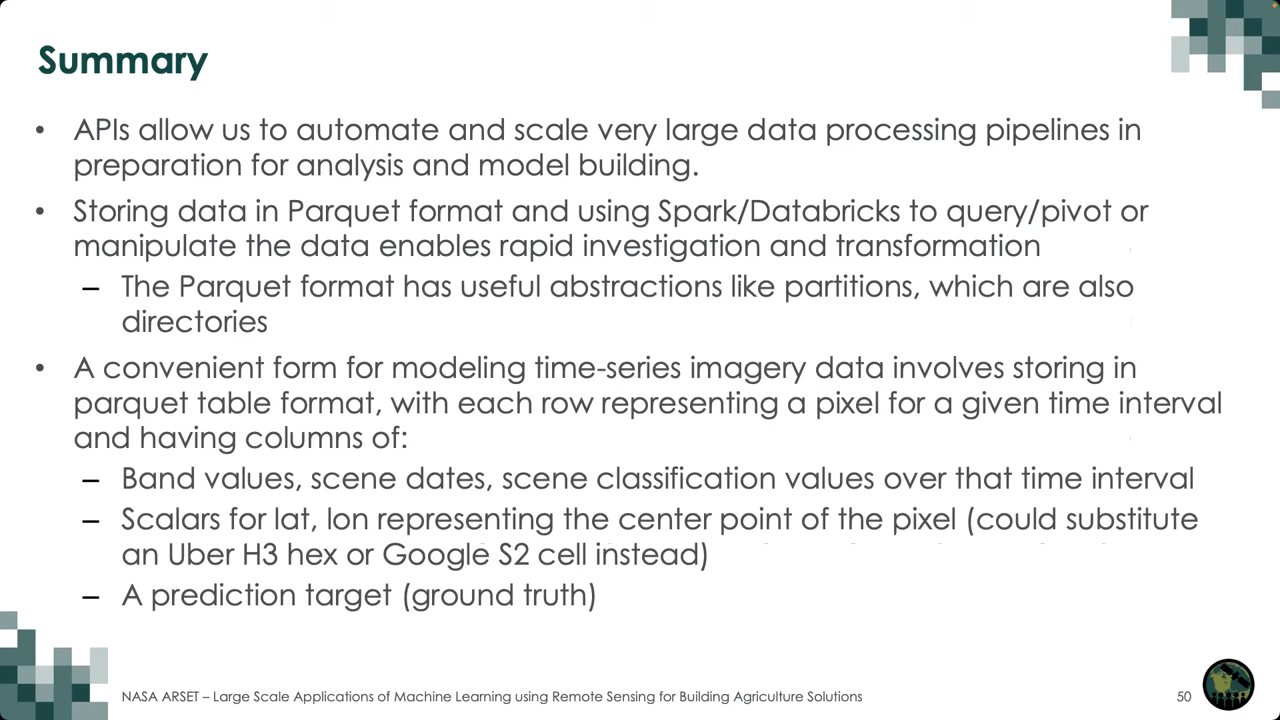 Summary
• APIs allow us to automate and scale very large data processing pipelines in
preparation for analysis and model building.
• Storing data in Parquet format and using Spark/Databricks to query/pivot or
manipulate the data enables rapid investigation and transformation
– The Parquet format has useful abstractions like partitions, which are also
directories
• A convenient form for modeling time-series imagery data involves storing in
parquet table format, with each row representing a pixel for a given time interval
and having columns of:
– Band values, scene dates, scene classification values over that time interval
– Scalars for lat, lon representing the center point of the pixel (could substitute
an Uber H3 hex or Google S2 cell instead)
– A prediction target (ground truth)
NASA ARSET – Large Scale Applications of Machine Learning using Remote Sensing for Building Agriculture Solutions
50